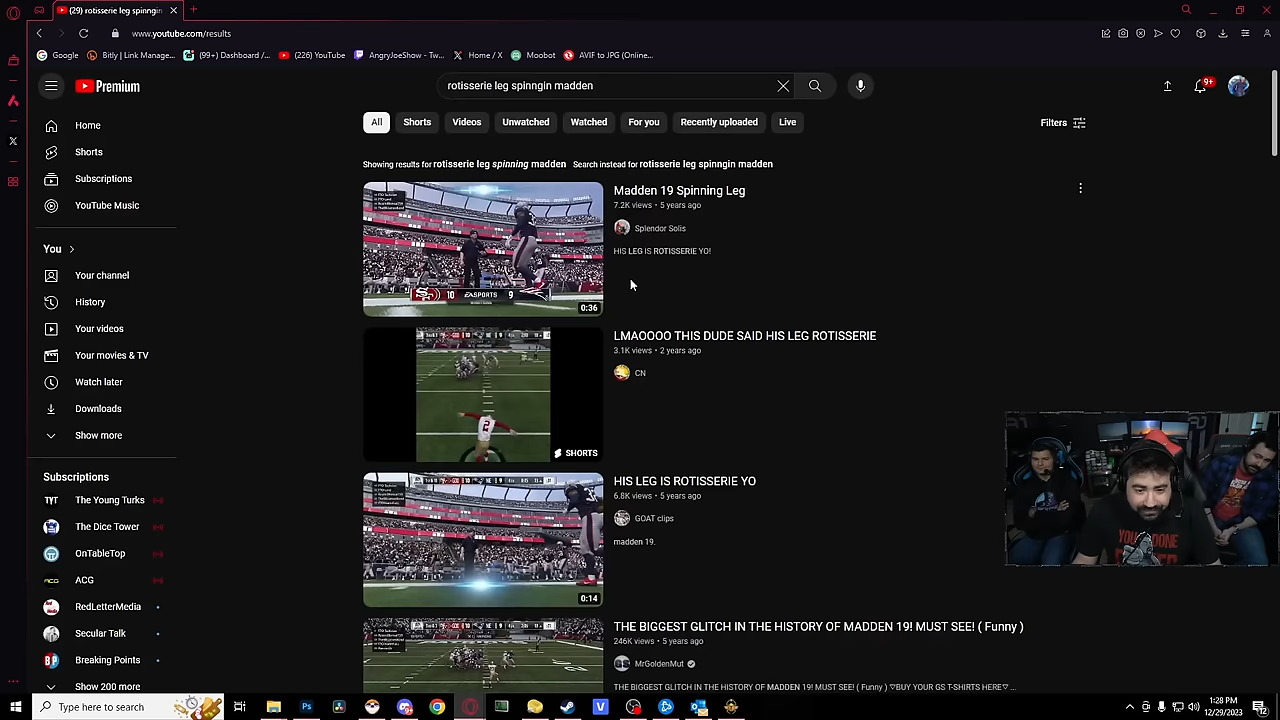 (29) rotisserie leg spinngin
www.youtube.com/results
Google
Bitly | Link Manage...
(99+) Dashboard /...
(226) YouTube
AngryJoeShow - Tw...
Home / X
Moobot
AVIF to JPG (Online...
Premium
rotisserie leg spinngin madden
9+
Home
Shorts
Subscriptions
YouTube Music
You
Your channel
History
Your videos
Your movies & TV
Watch later
Downloads
Show more
Subscriptions
The Young Turks
The Dice Tower
OnTableTop
ACG
RedLetterMedia
Secular Talk
Breaking Points
Show 200 more
All
Shorts
Videos
Unwatched
Watched
For you
Recently uploaded
Live
Filters
Showing results for rotisserie leg spinning madden Search instead for rotisserie leg spinngin madden
Madden 19 Spinning Leg
7.2K views • 5 years ago
Splendor Solis
HIS LEG IS ROTISSERIE YO!
10 EA SPORTS 9
0:36
LMAOOOO THIS DUDE SAID HIS LEG ROTISSERIE
3.1K views • 2 years ago
CN
2
SHORTS
HIS LEG IS ROTISSERIE YO
6.8K views • 5 years ago
GOAT clips
madden 19.
0:14
THE BIGGEST GLITCH IN THE HISTORY OF MADDEN 19! MUST SEE! ( Funny )
246K views • 5 years ago
MrGoldenMut
THE BIGGEST GLITCH IN THE HISTORY OF MADDEN 19! MUST SEE! ( Funny ) ▽BUY YOUR GS T-SHIRTS HERE▽ ...
Type here to search
1:28 PM
12/29/2023